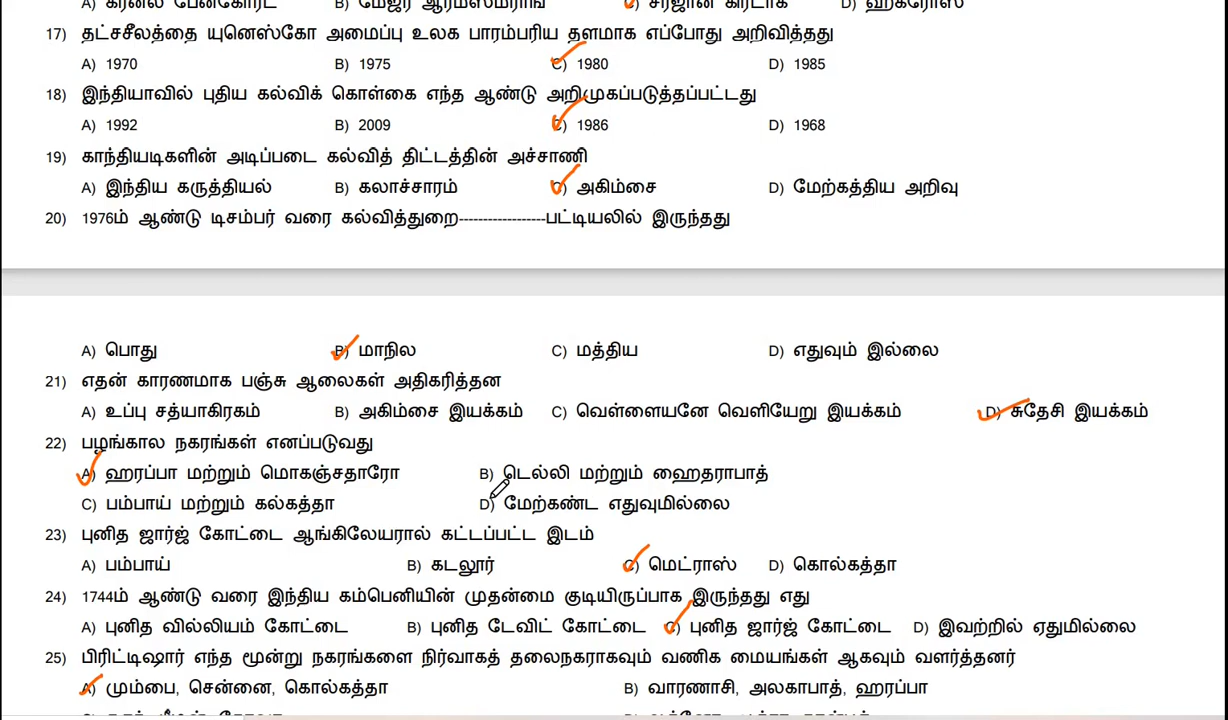 17) தட்சசீலத்தை யுனெஸ்கோ அமைப்பு உலக பாரம்பரிய தளமாக எப்போது அறிவித்தது
A) 1970 B) 1975 C) 1980 D) 1985
18) இந்தியாவில் புதிய கல்விக் கொள்கை எந்த ஆண்டு அறிமுகப்படுத்தப்பட்டது
A) 1992 B) 2009 C) 1986 D) 1968
19) காந்தியடிகளின் அடிப்படை கல்வித் திட்டத்தின் அச்சாணி
A) இந்திய கருத்தியல் B) கலாச்சாரம் C) அகிம்சை D) மேற்கத்திய அறிவு
20) 1976ம் ஆண்டு டிசம்பர் வரை கல்வித்துறை------------------பட்டியலில் இருந்தது
A) பொது B) மாநில C) மத்திய D) எதுவும் இல்லை
21) எதன் காரணமாக பஞ்சு ஆலைகள் அதிகரித்தன
A) உப்பு சத்யாகிரகம் B) அகிம்சை இயக்கம் C) வெள்ளையனே வெளியேறு இயக்கம் D) சுதேசி இயக்கம்
22) பழங்கால நகரங்கள் எனப்படுவது
A) ஹரப்பா மற்றும் மொகஞ்சதாரோ B) டெல்லி மற்றும் ஹைதராபாத்
C) பம்பாய் மற்றும் கல்கத்தா D) மேற்கண்ட எதுவுமில்லை
23) புனித ஜார்ஜ் கோட்டை ஆங்கிலேயரால் கட்டப்பட்ட இடம்
A) பம்பாய் B) கடலூர் C) மெட்ராஸ் D) கொல்கத்தா
24) 1744ம் ஆண்டு வரை இந்திய கம்பெனியின் முதன்மை குடியிருப்பாக இருந்தது எது
A) புனித வில்லியம் கோட்டை B) புனித டேவிட் கோட்டை C) புனித ஜார்ஜ் கோட்டை D) இவற்றில் ஏதுமில்லை
25) பிரிட்டிஷார் எந்த மூன்று நகரங்களை நிர்வாகத் தலைநகராகவும் வணிக மையங்கள் ஆகவும் வளர்த்தனர்
A) மும்பை, சென்னை, கொல்கத்தா B) வாரணாசி, அலகாபாத், ஹரப்பா